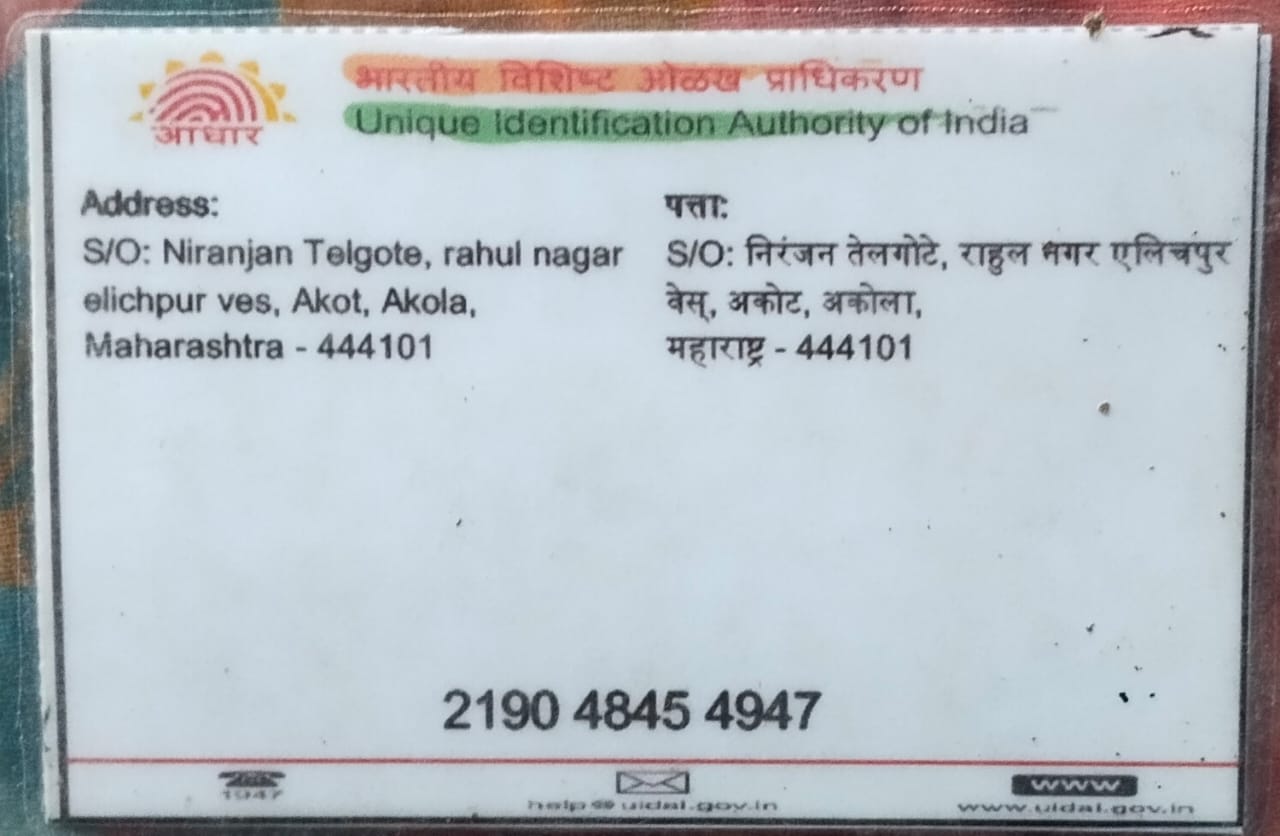 आधार
भारतीय विशिष्ट ओळख प्राधिकरण
Unique Identification Authority of India
Address:
S/O: Niranjan Telgote, rahul nagar
elichpur ves, Akot, Akola,
Maharashtra - 444101
पत्ता:
S/O: निरंजन तेलगोटे, राहुल नगर एलिचपुर
वेस्, अकोट, अकोला,
महाराष्ट्र - 444101
2190 4845 4947
1947
help@uidai.gov.in
www
www.uidai.gov.in